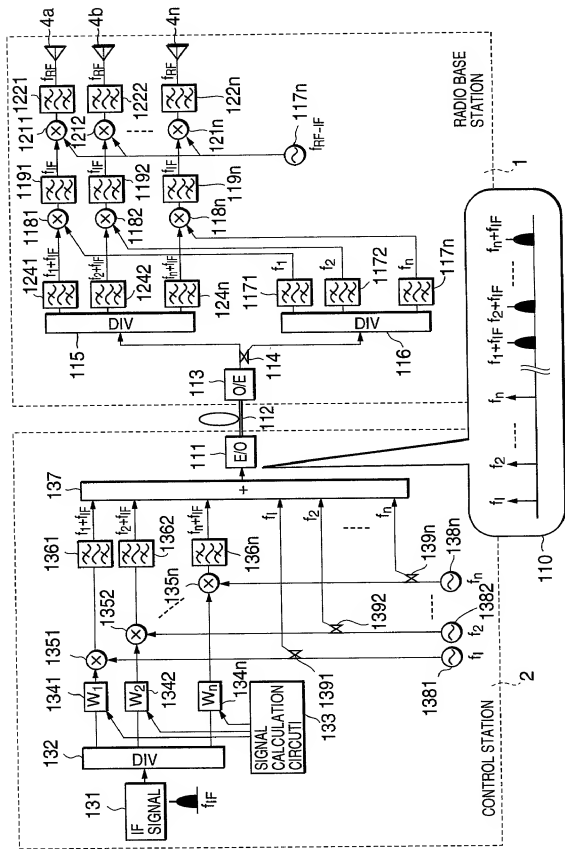 4a
4b
4n
fRF
fRF
fRF
1221
1222
122n
1211
1212
121n
117n
fRF-IF
fIF
fIF
fIF
1191
1192
119n
1181
1182
118n
f1+fIF
f2+fIF
fn+fIF
1241
1242
124n
f1
f2
fn
1171
1172
117n
DIV
DIV
115
116
114
113
O/E
112
111
E/O
RADIO BASE
STATION
1
137
+
f1+fIF
f2+fIF
fn+fIF
f1
f2
fn
1361
1362
136n
1351
1352
135n
1391
1392
139n
1341
1342
134n
W1
W2
Wn
132
DIV
131
IF
SIGNAL
fIF
SIGNAL
CALCULATION
CIRCUTI
133
f1
f2
fn
1381
1382
138n
CONTROL STATION
2
110
f1
f2
fn
f1+fIF
f2+fIF
fn+fIF